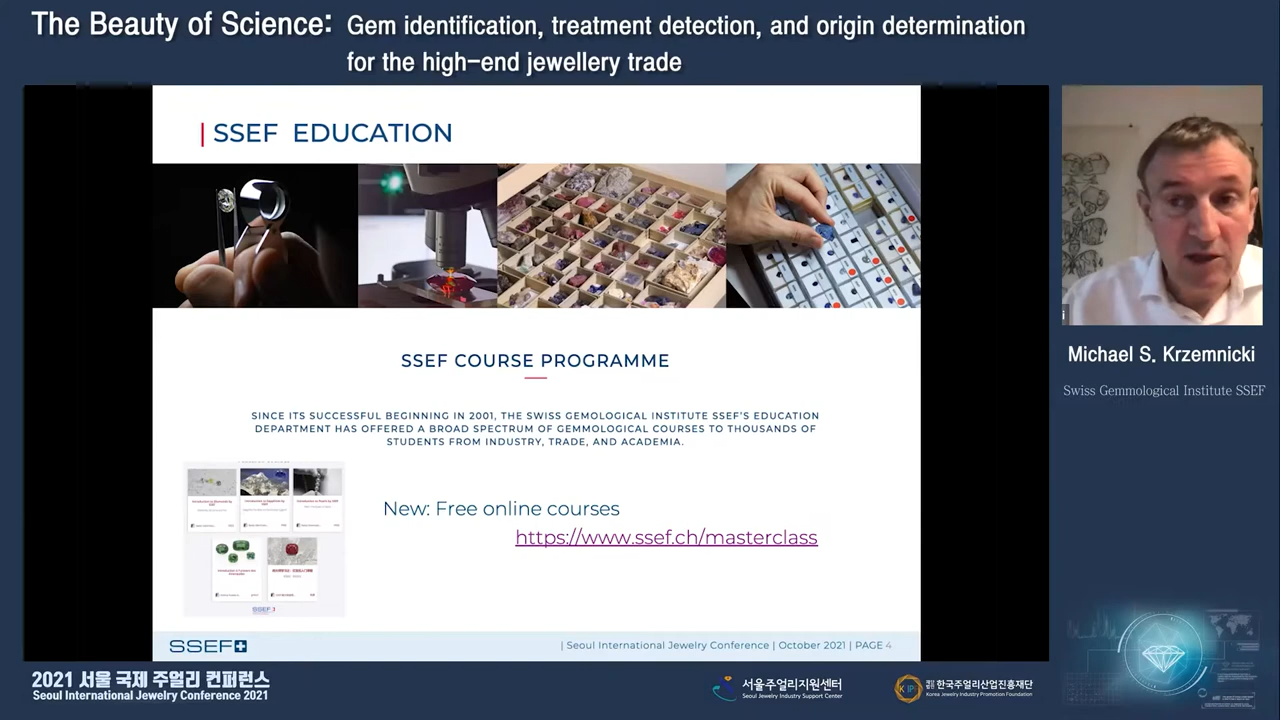 The Beauty of Science: Gem identification, treatment detection, and origin determination
for the high-end jewellery trade
| SSEF EDUCATION
SSEF COURSE PROGRAMME
SINCE ITS SUCCESSFUL BEGINNING IN 2001, THE SWISS GEMOLOGICAL INSTITUTE SSEF'S EDUCATION
DEPARTMENT HAS OFFERED A BROAD SPECTRUM OF GEMMOLOGICAL COURSES TO THOUSANDS OF
STUDENTS FROM INDUSTRY, TRADE, AND ACADEMIA.
New: Free online courses
https://www.ssef.ch/masterclass
SSEF
SSEF
| Seoul International Jewelry Conference | October 2021 | PAGE 4
Michael S. Krzemnicki
Swiss Gemmological Institute SSEF
2021 서울 국제 주얼리 컨퍼런스
Seoul International Jewelry Conference 2021
서울주얼리지원센터
Seoul Jewelry Industry Support Center
한국주얼리산업진흥재단
Korea Jewelry Industry Promotion Foundation